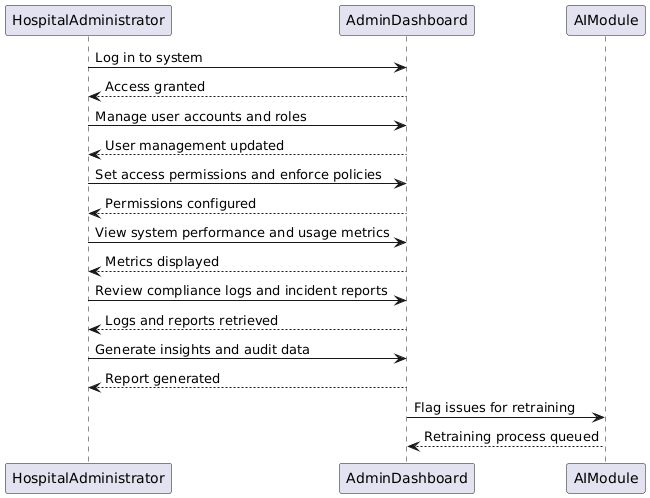 HospitalAdministrator AdminDashboard AIModule
Log in to system
Access granted
Manage user accounts and roles
User management updated
Set access permissions and enforce policies
Permissions configured
View system performance and usage metrics
Metrics displayed
Review compliance logs and incident reports
Logs and reports retrieved
Generate insights and audit data
Report generated
Flag issues for retraining
Retraining process queued
HospitalAdministrator AdminDashboard AIModule